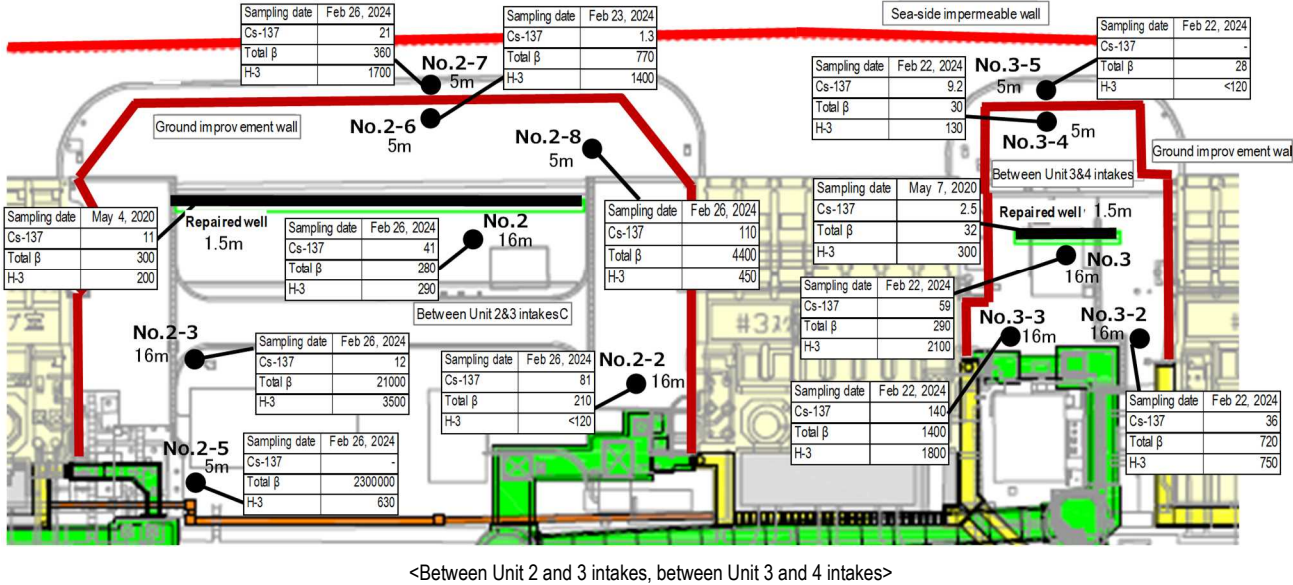 Sampling date Feb 26, 2024
Cs-137 21
Total β 360
H-3 1700
Sampling date Feb 23, 2024
Cs-137 1.3
Total β 770
H-3 1400
Sea-side impermeable wall
Sampling date Feb 22, 2024
Cs-137 -
Total β 28
H-3 <120
No.2-7
5m
No.3-5
5m
Sampling date Feb 22, 2024
Cs-137 9.2
Total β 30
H-3 130
Ground improvement wall
No.2-6
5m
No.2-8
5m
No.3-4
5m
Ground improvement wal
Between Unit 3&4 intakes
Sampling date May 4, 2020
Cs-137 11
Total β 300
H-3 200
Repaired well
1.5m
Sampling date Feb 26, 2024
Cs-137 41
Total β 280
H-3 290
No.2
16m
Sampling date Feb 26, 2024
Cs-137 110
Total β 4400
H-3 450
Sampling date May 7, 2020
Cs-137 2.5
Total β 32
H-3 300
Repaired well 1.5m
No.3
16m
Between Unit 2&3 intakesC
Sampling date Feb 22, 2024
Cs-137 59
Total β 290
H-3 2100
No.2-3
16m
Sampling date Feb 26, 2024
Cs-137 12
Total β 21000
H-3 3500
Sampling date Feb 26, 2024
Cs-137 81
Total β 210
H-3 <120
No.2-2
16m
#3ス
No.3-3
16m
No.3-2
16m
Sampling date Feb 22, 2024
Cs-137 140
Total β 1400
H-3 1800
Sampling date Feb 22, 2024
Cs-137 36
Total β 720
H-3 750
No.2-5
5m
Sampling date Feb 26, 2024
Cs-137 -
Total β 2300000
H-3 630
<Between Unit 2 and 3 intakes, between Unit 3 and 4 intakes>